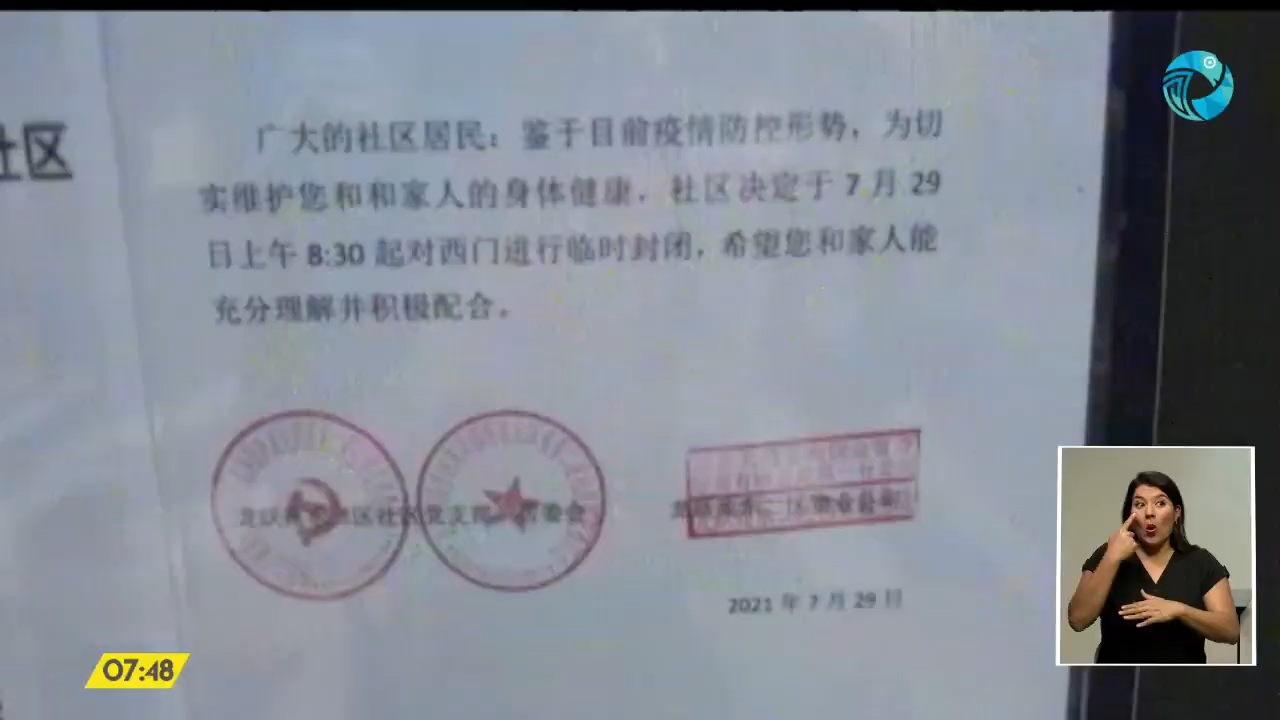 社区
广大的社区居民：鉴于目前疫情防控形势，为切
实维护您和和家人的身体健康，社区决定于 7 月 29
日上午 8:30 起对西门进行临时封闭，希望您和家人能
充分理解并积极配合。
2021 年 7 月 29 日
07:48